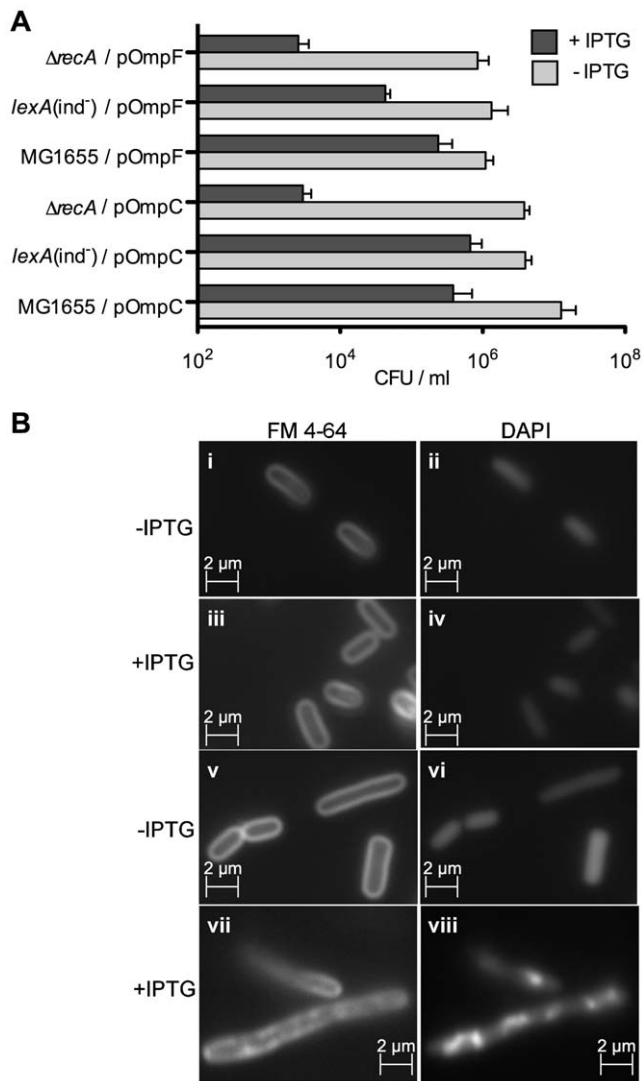 A
+ IPTG
- IPTG
ΔrecA / pOmpF
lexA(ind⁻) / pOmpF
MG1655 / pOmpF
ΔrecA / pOmpC
lexA(ind⁻) / pOmpC
MG1655 / pOmpC
10² 10⁴ 10⁶ 10⁸
CFU / ml
B
FM 4-64 DAPI
-IPTG
i
2 µm
ii
2 µm
+IPTG
iii
2 µm
iv
2 µm
-IPTG
v
2 µm
vi
2 µm
+IPTG
vii
2 µm
viii
2 µm